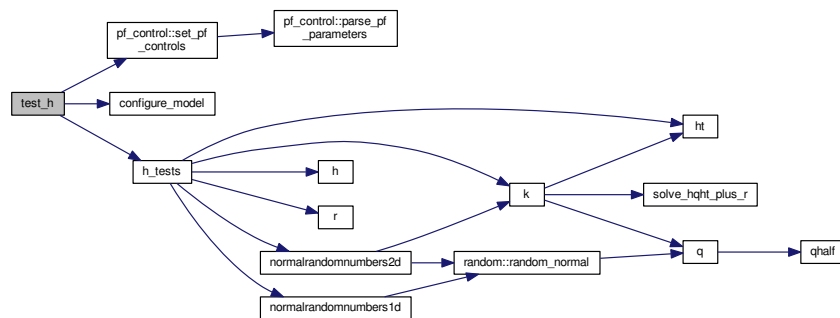 pf_control::set_pf
_controls
pf_control::parse_pf
_parameters
test_h
configure_model
h_tests
h
r
normalrandomnumbers2d
normalrandomnumbers1d
k
random::random_normal
ht
solve_hqht_plus_r
q
qhalf